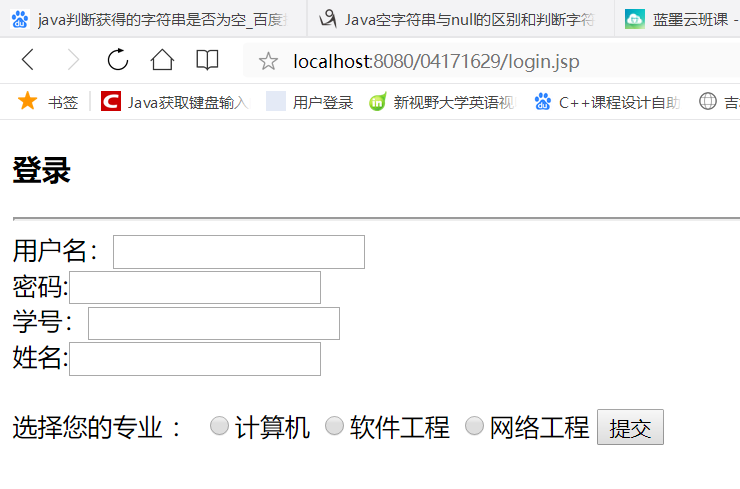 java判断获得的字符串是否为空_百度
Java空字符串与null的区别和判断字符
蓝墨云班课 -
localhost:8080/04171629/login.jsp
书签 Java获取键盘输入 用户登录 新视野大学英语视 C++课程设计自助 吉
登录
用户名：
密码:
学号：
姓名:
选择您的专业 ： 计算机 软件工程 网络工程 提交